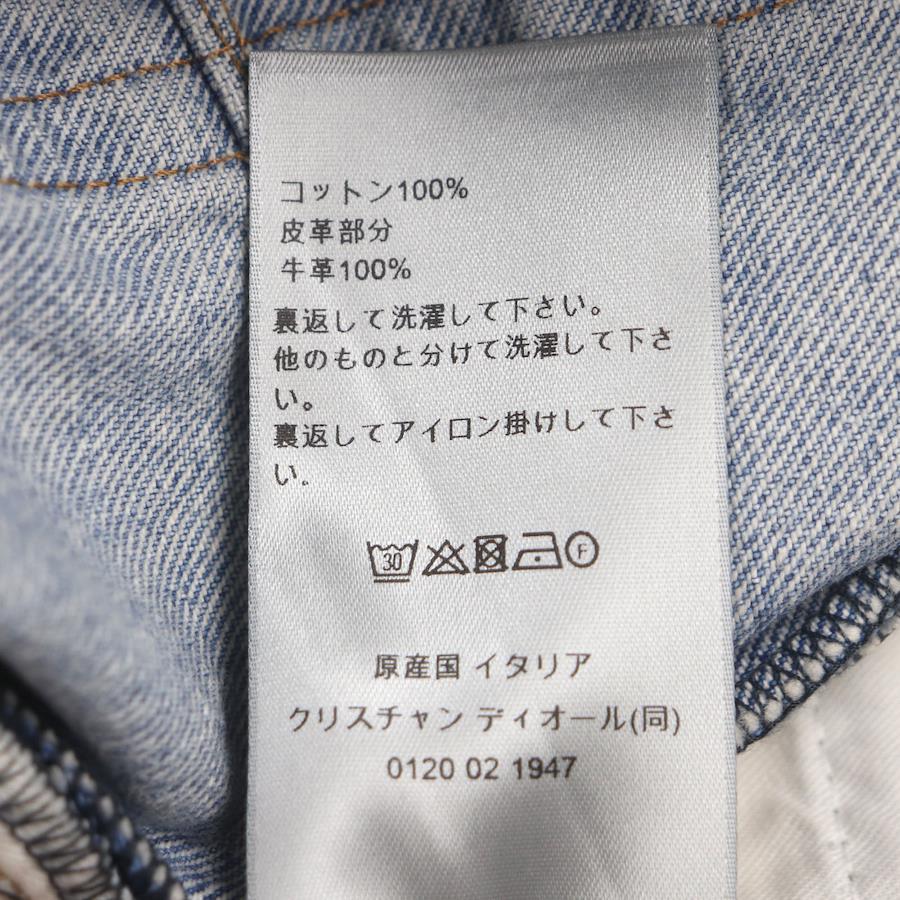 コットン100%
皮革部分
牛革100%
裏返して洗濯して下さい。
他のものと分けて洗濯して下さ
い。
裏返してアイロン掛けして下さ
い。
30 F
原産国 イタリア
クリスチャン ディオール(同)
0120 02 1947